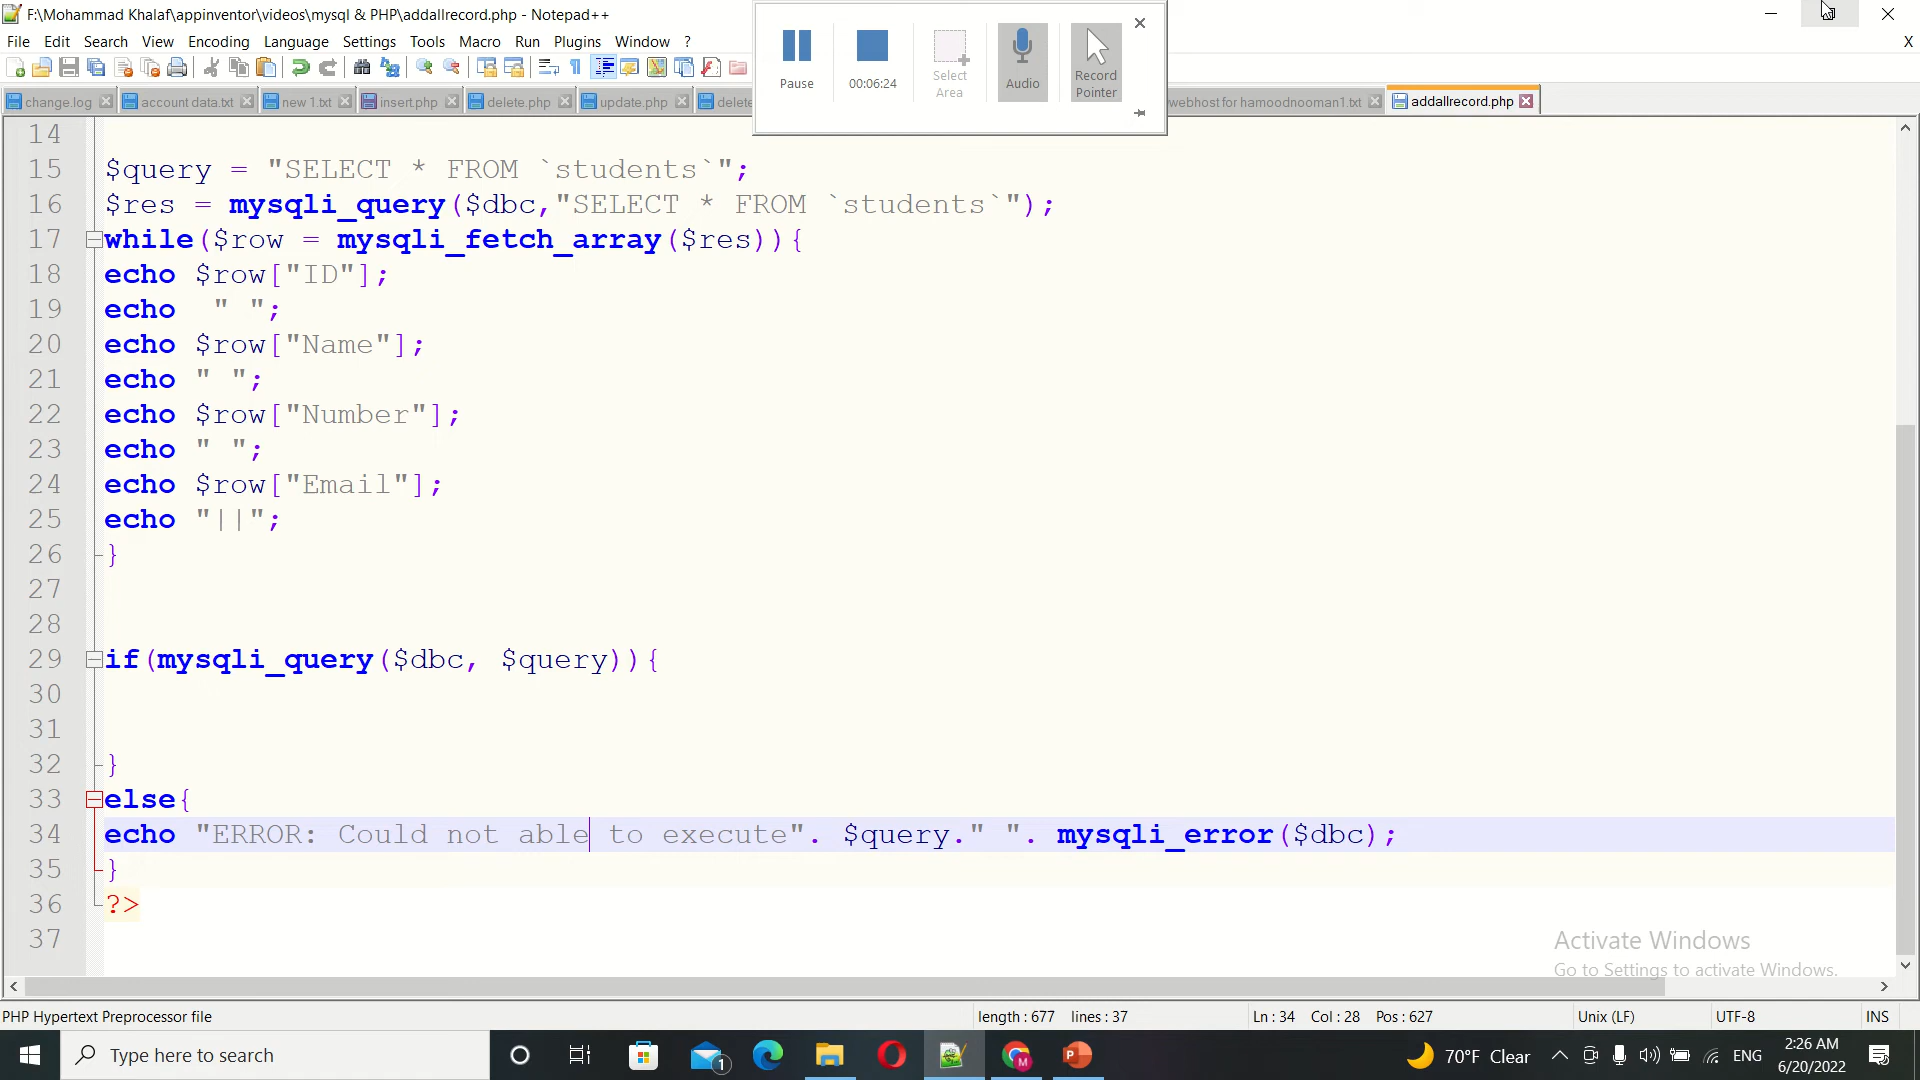 F:\Mohammad Khalaf\appinventor\videos\mysql & PHP\addallrecord.php - Notepad++
File Edit Search View Encoding Language Settings Tools Macro Run Plugins Window ?
X
Pause
00:06:24
Select Area
Audio
Record Pointer
change.log account data.txt new 1.txt insert.php delete.php update.php delete webhost for hamoodnooman1.txt addallrecord.php
14
15 $query = "SELECT * FROM `students`";
16 $res = mysqli_query($dbc,"SELECT * FROM `students`");
17 while($row = mysqli_fetch_array($res)){
18 echo $row["ID"];
19 echo  " ";
20 echo $row["Name"];
21 echo " ";
22 echo $row["Number"];
23 echo " ";
24 echo $row["Email"];
25 echo "||";
26 }
27
28
29 if(mysqli_query($dbc, $query)){
30
31
32 }
33 else{
34 echo "ERROR: Could not able to execute". $query." ". mysqli_error($dbc);
35 }
36 ?>
37
Activate Windows
Go to Settings to activate Windows.
PHP Hypertext Preprocessor file length : 677 lines : 37 Ln : 34 Col : 28 Pos : 627 Unix (LF) UTF-8 INS
Type here to search 1 70°F Clear ENG 2:26 AM
6/20/2022